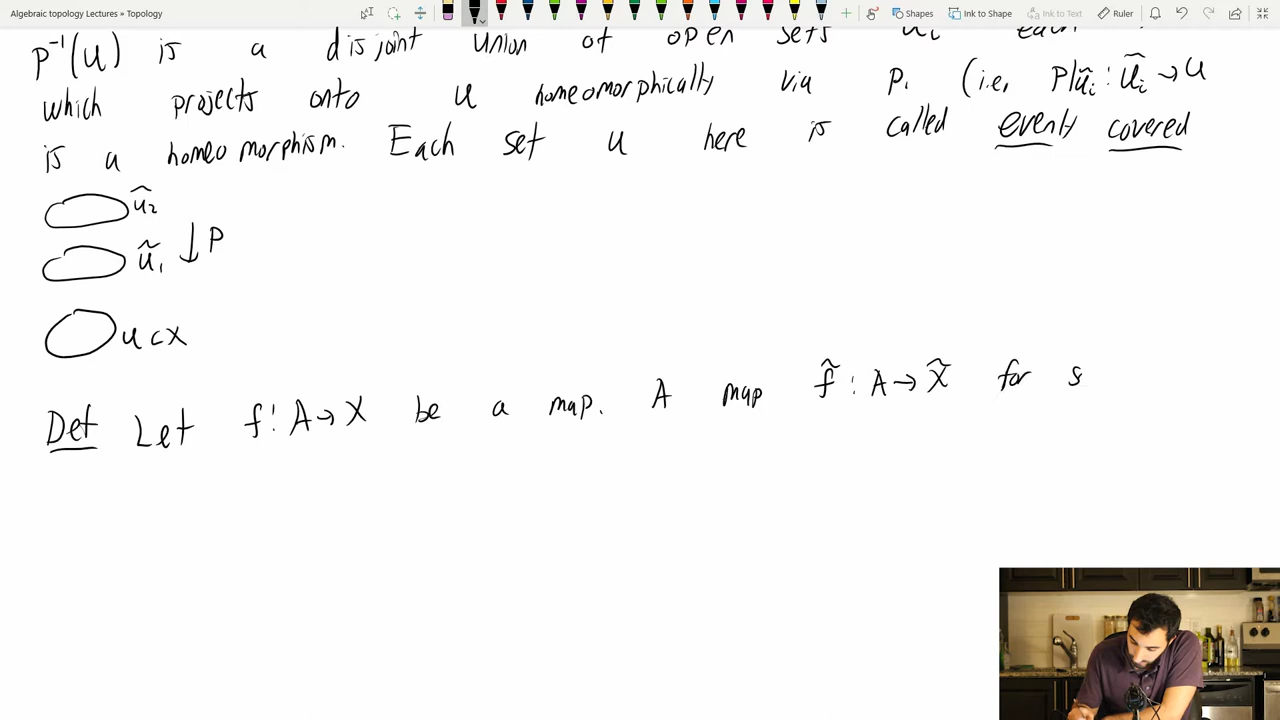 Algebraic topology Lectures – Topology
Shapes Ink to Shape Ink to Text Ruler
p⁻¹(U) is a disjoint union of open sets
which projects onto U homeomorphically via p. (i.e, p|ũᵢ : ũᵢ → U
is a homeomorphism. Each set U here is called evenly covered
ũ₂
ũ₁ ↓ P
U ⊂ X
Def Let f : A → X be a map. A map f̃ : A → X̃ for s